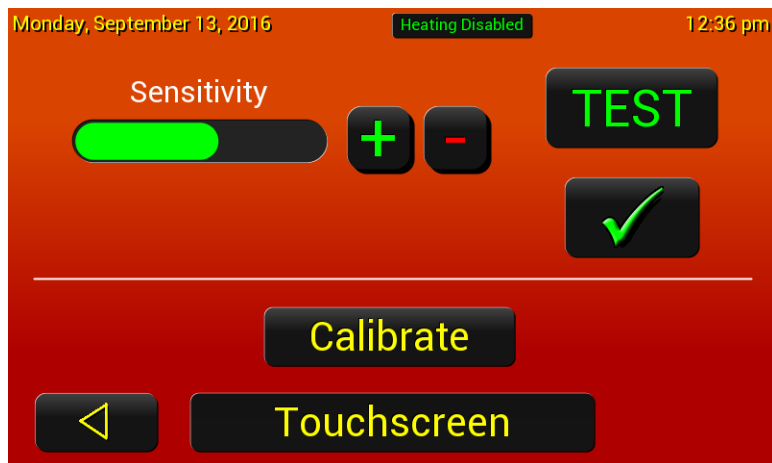 Monday, September 13, 2016 Heating Disabled 12:36 pm
Sensitivity
TEST
+ -
Calibrate
Touchscreen